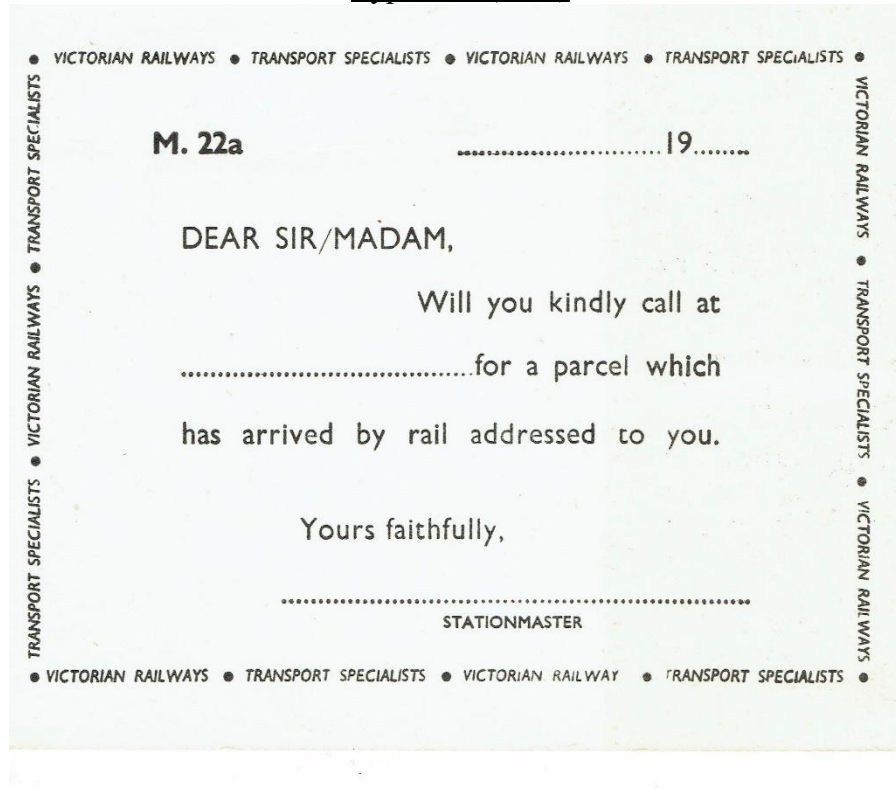 ● VICTORIAN RAILWAYS ● TRANSPORT SPECIALISTS ● VICTORIAN RAILWAYS ● TRANSPORT SPECIALISTS ●
VICTORIAN RAILWAYS ● TRANSPORT SPECIALISTS ● VICTORIAN RAILWAYS
TRANSPORT SPECIALISTS ● VICTORIAN RAILWAYS ● TRANSPORT SPECIALISTS
M. 22a ..............................19........
DEAR SIR/MADAM,
Will you kindly call at
.......................................for a parcel which
has arrived by rail addressed to you.
Yours faithfully,
...............................................................
STATIONMASTER
● VICTORIAN RAILWAYS ● TRANSPORT SPECIALISTS ● VICTORIAN RAILWAY ● TRANSPORT SPECIALISTS ●